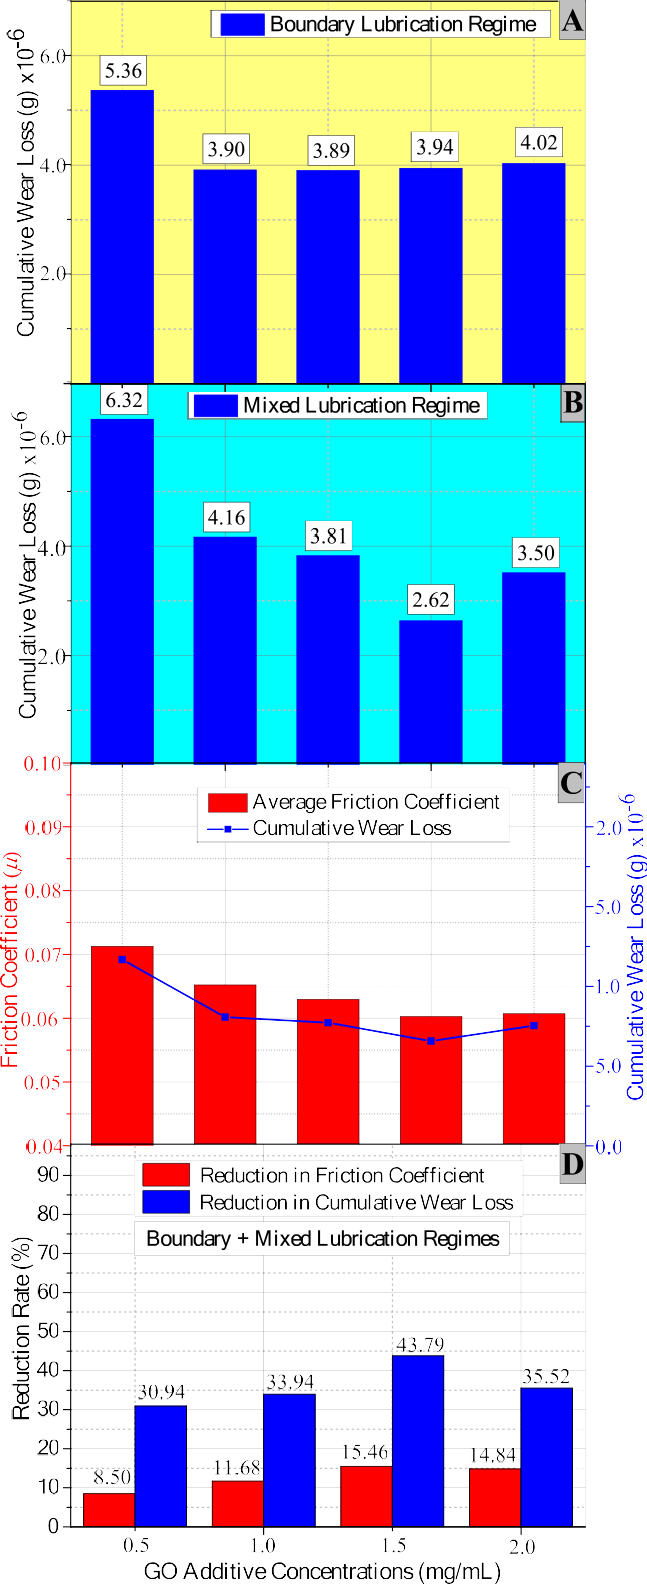 A
Boundary Lubrication Regime
Cumulative Wear Loss (g) x10-6
6.0
4.0
2.0
5.36
3.90
3.89
3.94
4.02
B
Mixed Lubrication Regime
Cumulative Wear Loss (g) x10-6
6.0
4.0
2.0
6.32
4.16
3.81
2.62
3.50
C
Average Friction Coefficient
Cumulative Wear Loss
Friction Coefficient (μ)
0.10
0.09
0.08
0.07
0.06
0.05
0.04
Cumulative Wear Loss (g) x10-6
2.0
5.0
1.0
5.0
0.0
D
Reduction in Friction Coefficient
Reduction in Cumulative Wear Loss
Boundary + Mixed Lubrication Regimes
Reduction Rate (%)
90
80
70
60
50
40
30
20
10
0
8.50
30.94
11.68
33.94
15.46
43.79
14.84
35.52
0.5
1.0
1.5
2.0
GO Additive Concentrations (mg/mL)